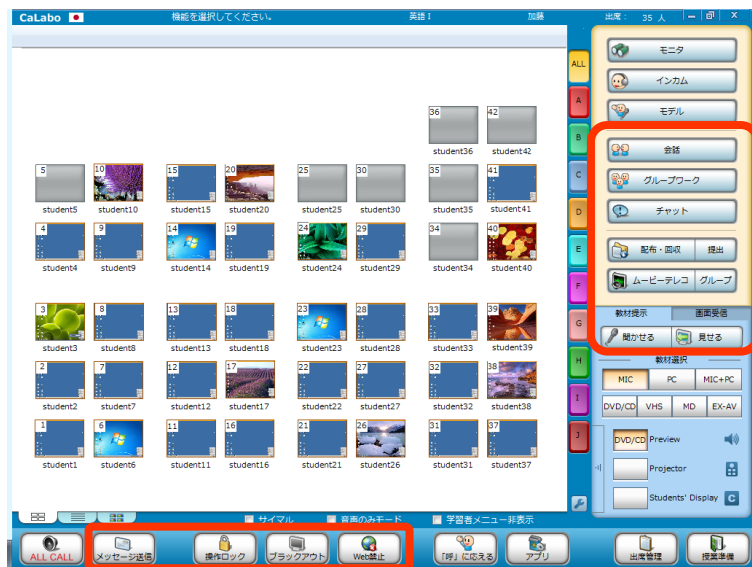 CaLabo 機能を選択してください。 英語 I 加藤 出席： 35 人
モニタ
ALL
インカム
A
モデル
36 42
B
student36 student42
会話
5 10 15 20 25 30 35 41
C
グループワーク
student5 student10 student15 student20 student25 student30 student35 student41
D
チャット
4 9 14 19 24 29 34 40
E
配布・回収 提出
student4 student9 student14 student19 student24 student29 student34 student40
F
ムービーテレコ グループ
3 8 13 18 23 28 33 39
G
教材提示 画面受信
聞かせる 見せる
student3 student8 student13 student18 student23 student28 student33 student39
H
教材選択
2 7 12 17 22 27 32 38
MIC PC MIC+PC
I
student2 student7 student12 student17 student22 student27 student32 student38
DVD/CD VHS MD EX-AV
1 6 11 16 21 26 31 37
J
DVD/CD Preview
student1 student6 student11 student16 student21 student26 student31 student37
Projector
Students' Display C
サイマル 音声のみモード 学習者メニュー非表示
ALL CALL メッセージ送信 操作ロック ブラックアウト Web禁止 「呼」に応える アプリ 出席管理 授業準備